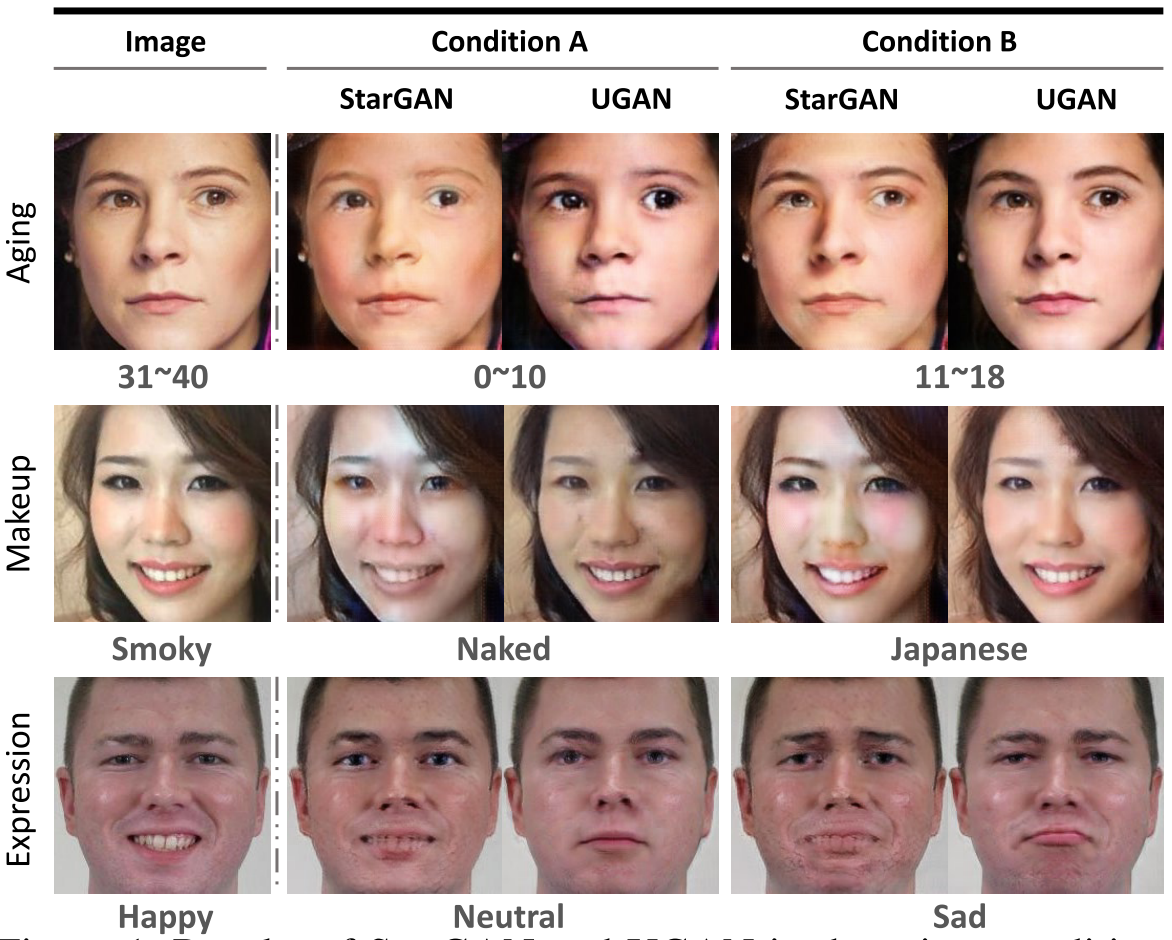 Image Condition A Condition B
StarGAN UGAN StarGAN UGAN
Aging
31~40 0~10 11~18
Makeup
Smoky Naked Japanese
Expression
Happy Neutral Sad